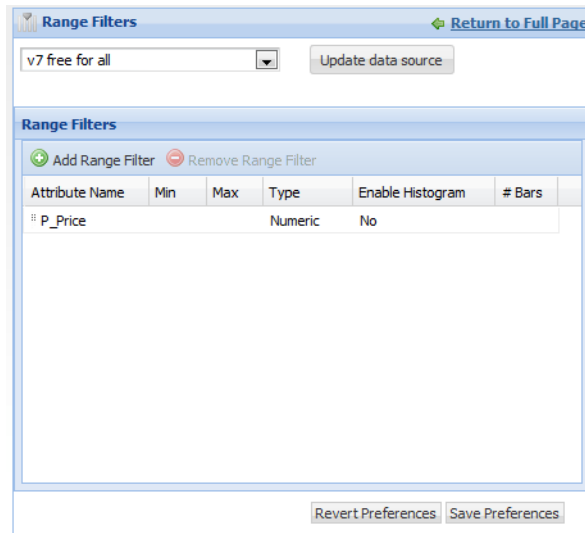 Range Filters Return to Full Page
v7 free for all Update data source
Range Filters
Add Range Filter Remove Range Filter
Attribute Name Min Max Type Enable Histogram # Bars
P_Price Numeric No
Revert Preferences Save Preferences